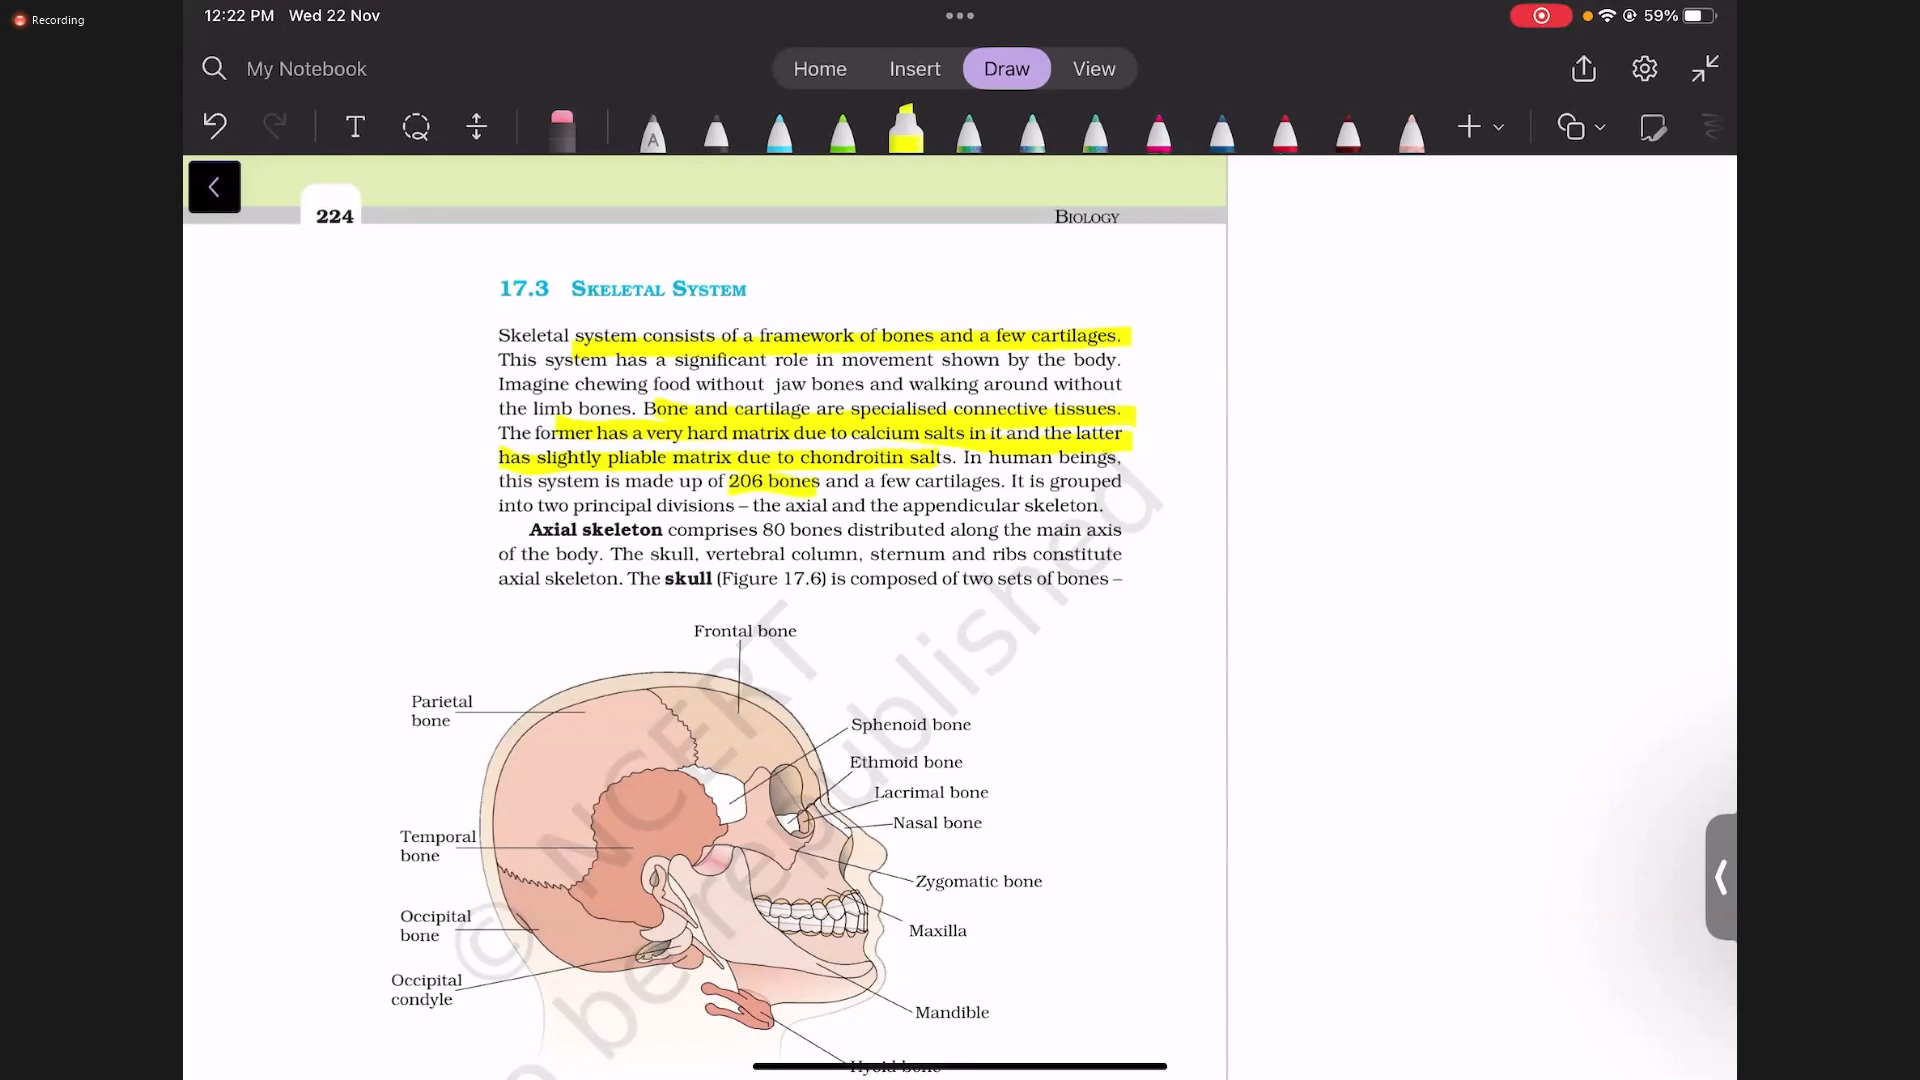 Recording
12:22 PM Wed 22 Nov
59%
My Notebook
Home Insert Draw View
T
A
224
BIOLOGY
17.3 SKELETAL SYSTEM
Skeletal system consists of a framework of bones and a few cartilages.
This system has a significant role in movement shown by the body.
Imagine chewing food without jaw bones and walking around without
the limb bones. Bone and cartilage are specialised connective tissues.
The former has a very hard matrix due to calcium salts in it and the latter
has slightly pliable matrix due to chondroitin salts. In human beings,
this system is made up of 206 bones and a few cartilages. It is grouped
into two principal divisions – the axial and the appendicular skeleton.
Axial skeleton comprises 80 bones distributed along the main axis
of the body. The skull, vertebral column, sternum and ribs constitute
axial skeleton. The skull (Figure 17.6) is composed of two sets of bones –
Frontal bone
Parietal
bone
Sphenoid bone
Ethmoid bone
Lacrimal bone
Nasal bone
Temporal
bone
Zygomatic bone
Occipital
bone
Maxilla
Occipital
condyle
Mandible
Hyoid bone
© NCERT
be republished